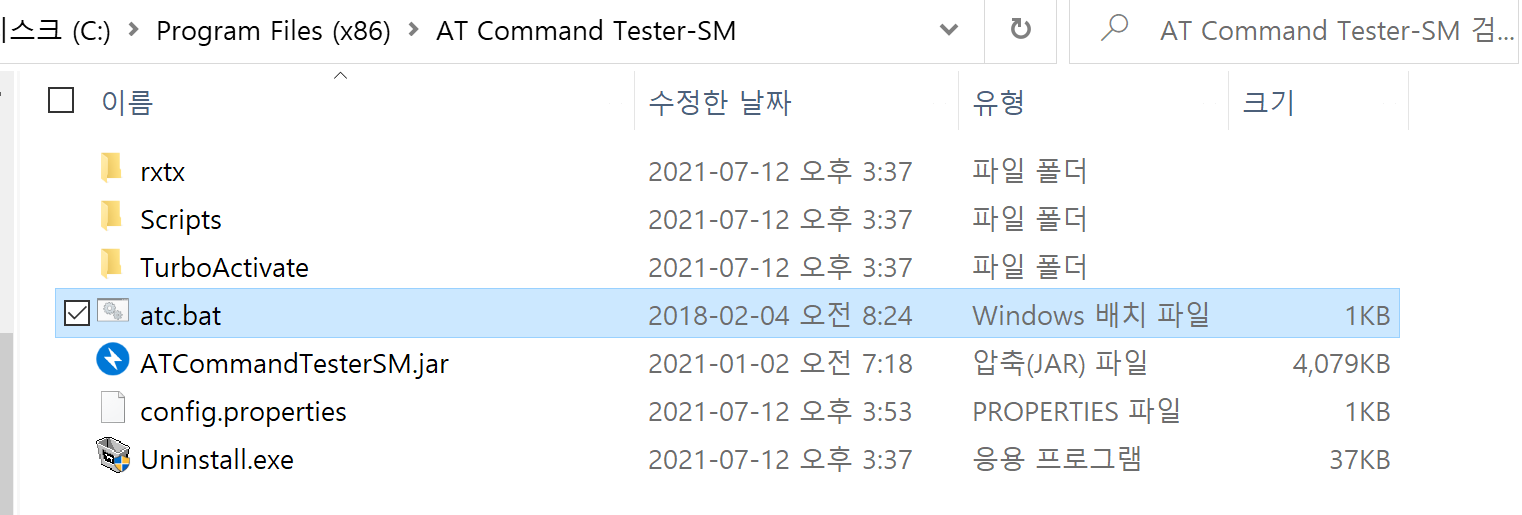 스크 (C:) > Program Files (x86) > AT Command Tester-SM AT Command Tester-SM 검...
이름 수정한 날짜 유형 크기
rxtx 2021-07-12 오후 3:37 파일 폴더
Scripts 2021-07-12 오후 3:37 파일 폴더
TurboActivate 2021-07-12 오후 3:37 파일 폴더
atc.bat 2018-02-04 오전 8:24 Windows 배치 파일 1KB
ATCommandTesterSM.jar 2021-01-02 오전 7:18 압축(JAR) 파일 4,079KB
config.properties 2021-07-12 오후 3:53 PROPERTIES 파일 1KB
Uninstall.exe 2021-07-12 오후 3:37 응용 프로그램 37KB